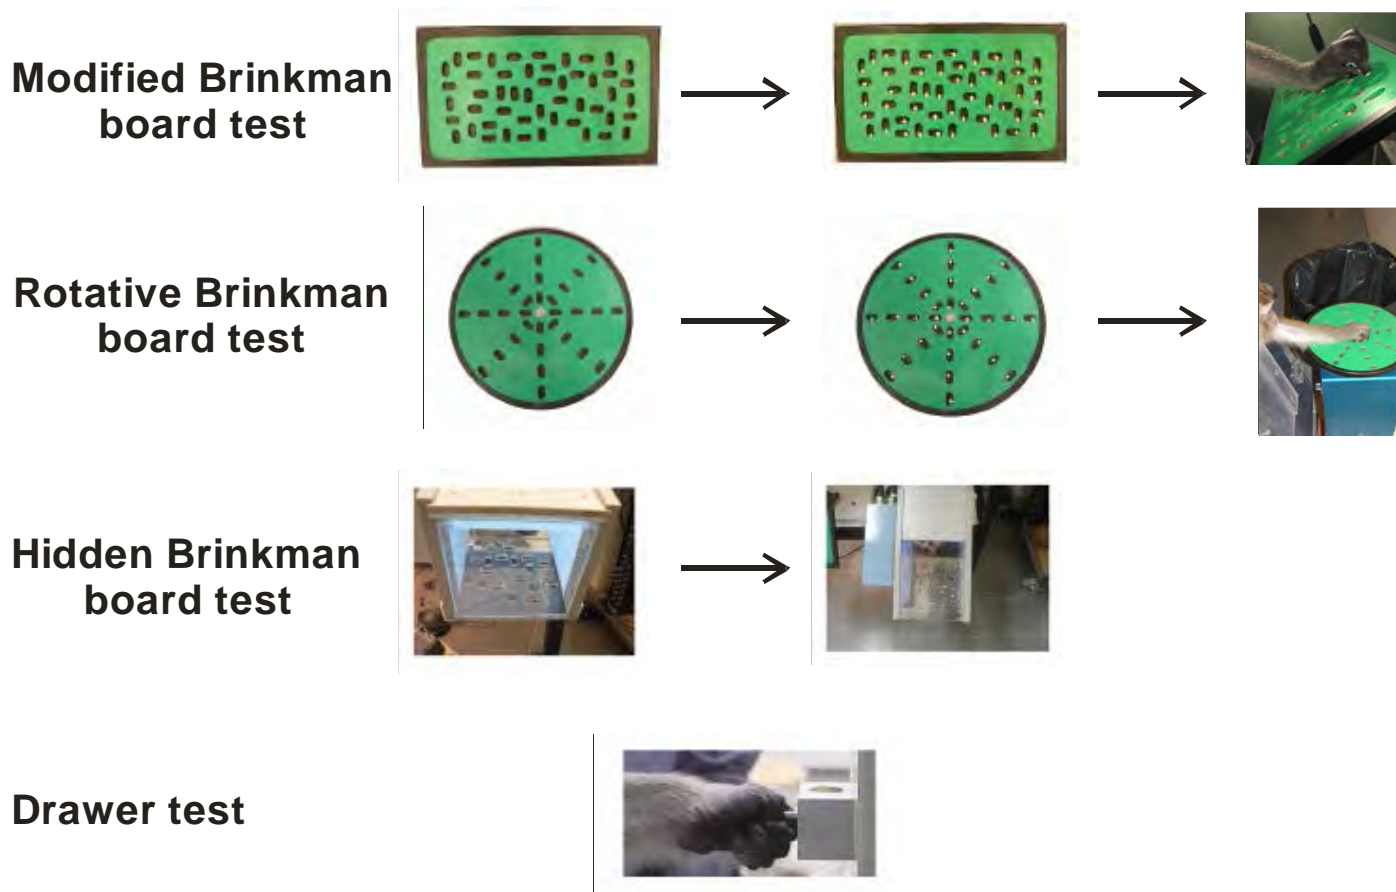 Modified Brinkman
board test
Rotative Brinkman
board test
Hidden Brinkman
board test
Drawer test